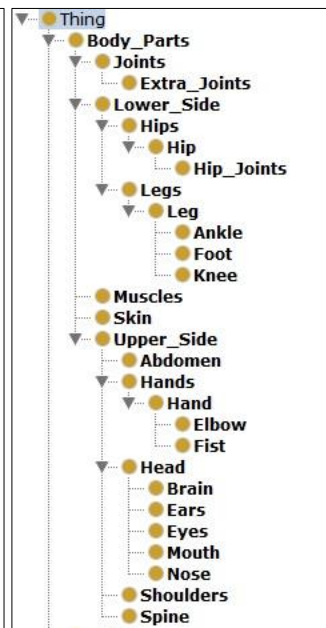 Thing
Body_Parts
Joints
Extra_Joints
Lower_Side
Hips
Hip
Hip_Joints
Legs
Leg
Ankle
Foot
Knee
Muscles
Skin
Upper_Side
Abdomen
Hands
Hand
Elbow
Fist
Head
Brain
Ears
Eyes
Mouth
Nose
Shoulders
Spine